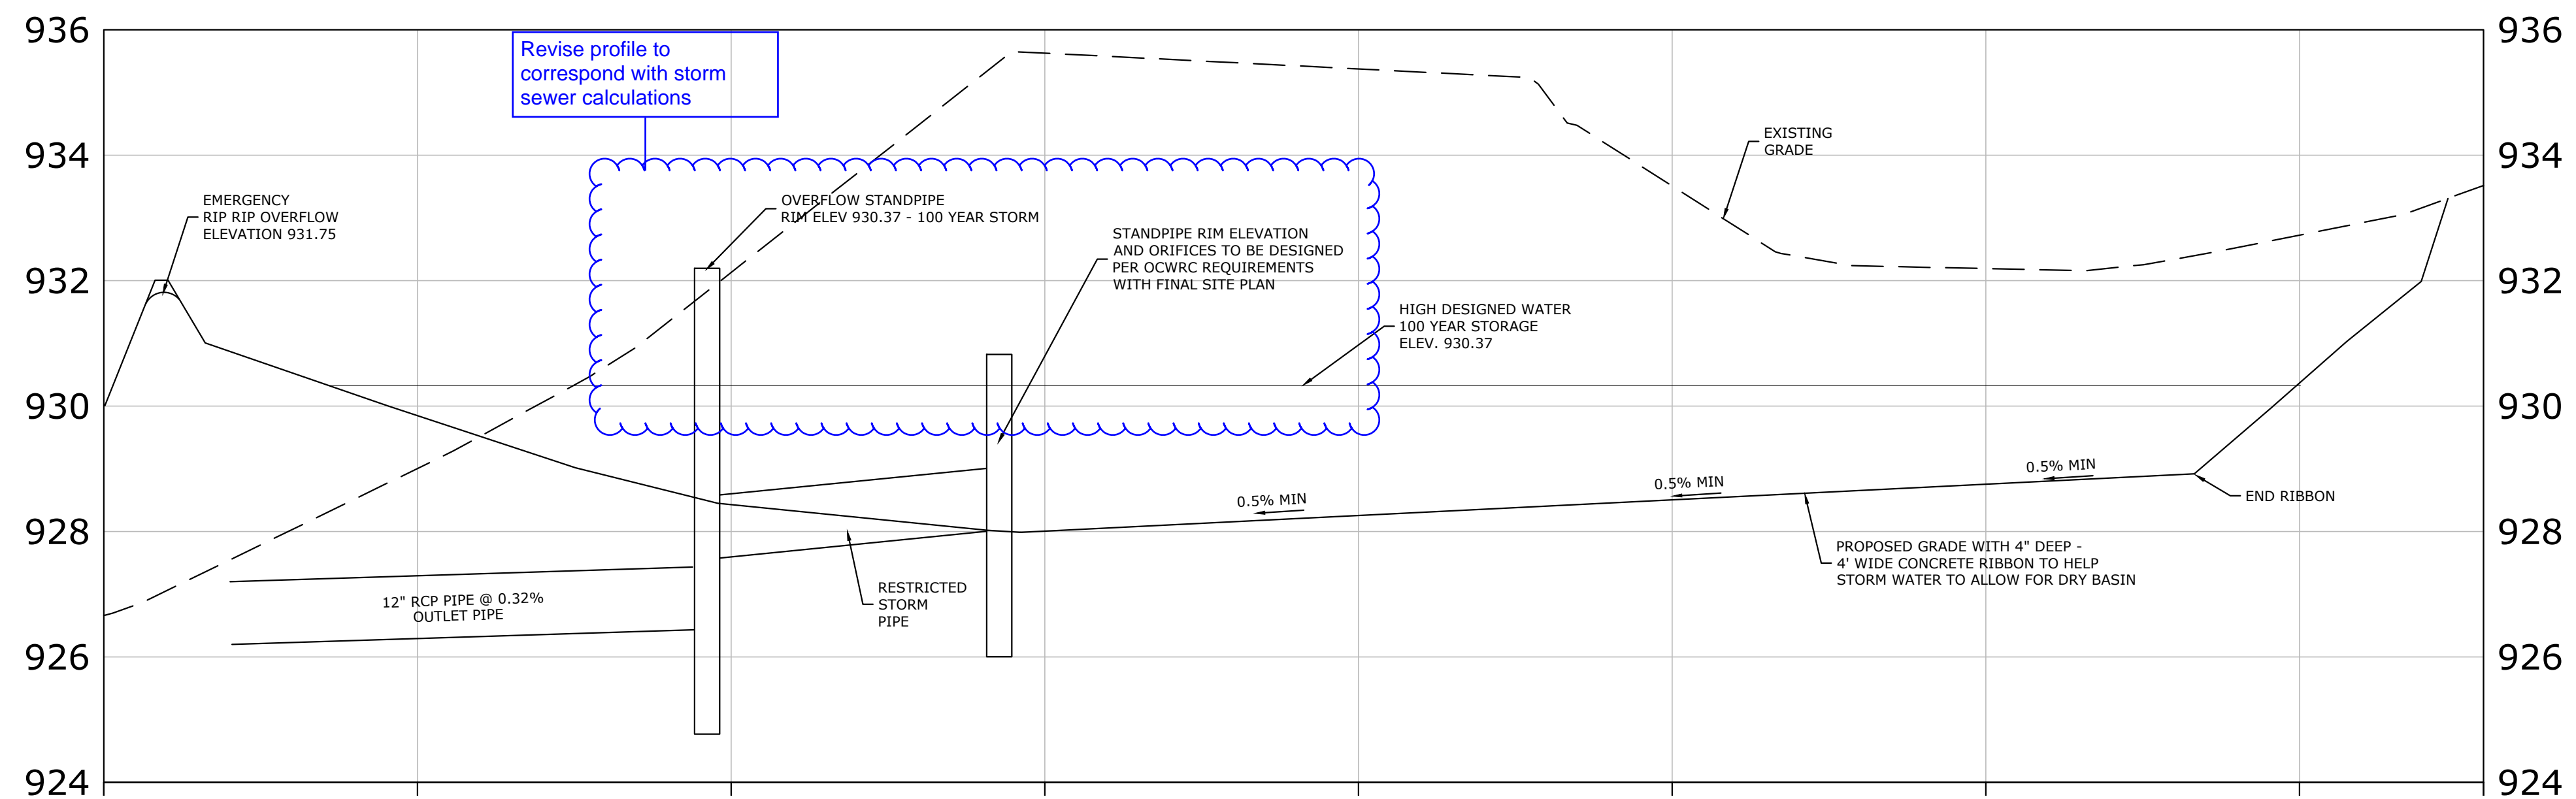 936
934
932
930
928
926
924
936
934
932
930
928
926
924
Revise profile to
correspond with storm
sewer calculations
EMERGENCY
RIP RIP OVERFLOW
ELEVATION 931.75
OVERFLOW STANDPIPE
RIM ELEV 930.37 - 100 YEAR STORM
STANDPIPE RIM ELEVATION
AND ORIFICES TO BE DESIGNED
PER OCWRC REQUIREMENTS
WITH FINAL SITE PLAN
EXISTING
GRADE
HIGH DESIGNED WATER
100 YEAR STORAGE
ELEV. 930.37
12" RCP PIPE @ 0.32%
OUTLET PIPE
RESTRICTED
STORM
PIPE
0.5% MIN
0.5% MIN
0.5% MIN
END RIBBON
PROPOSED GRADE WITH 4" DEEP -
4' WIDE CONCRETE RIBBON TO HELP
STORM WATER TO ALLOW FOR DRY BASIN